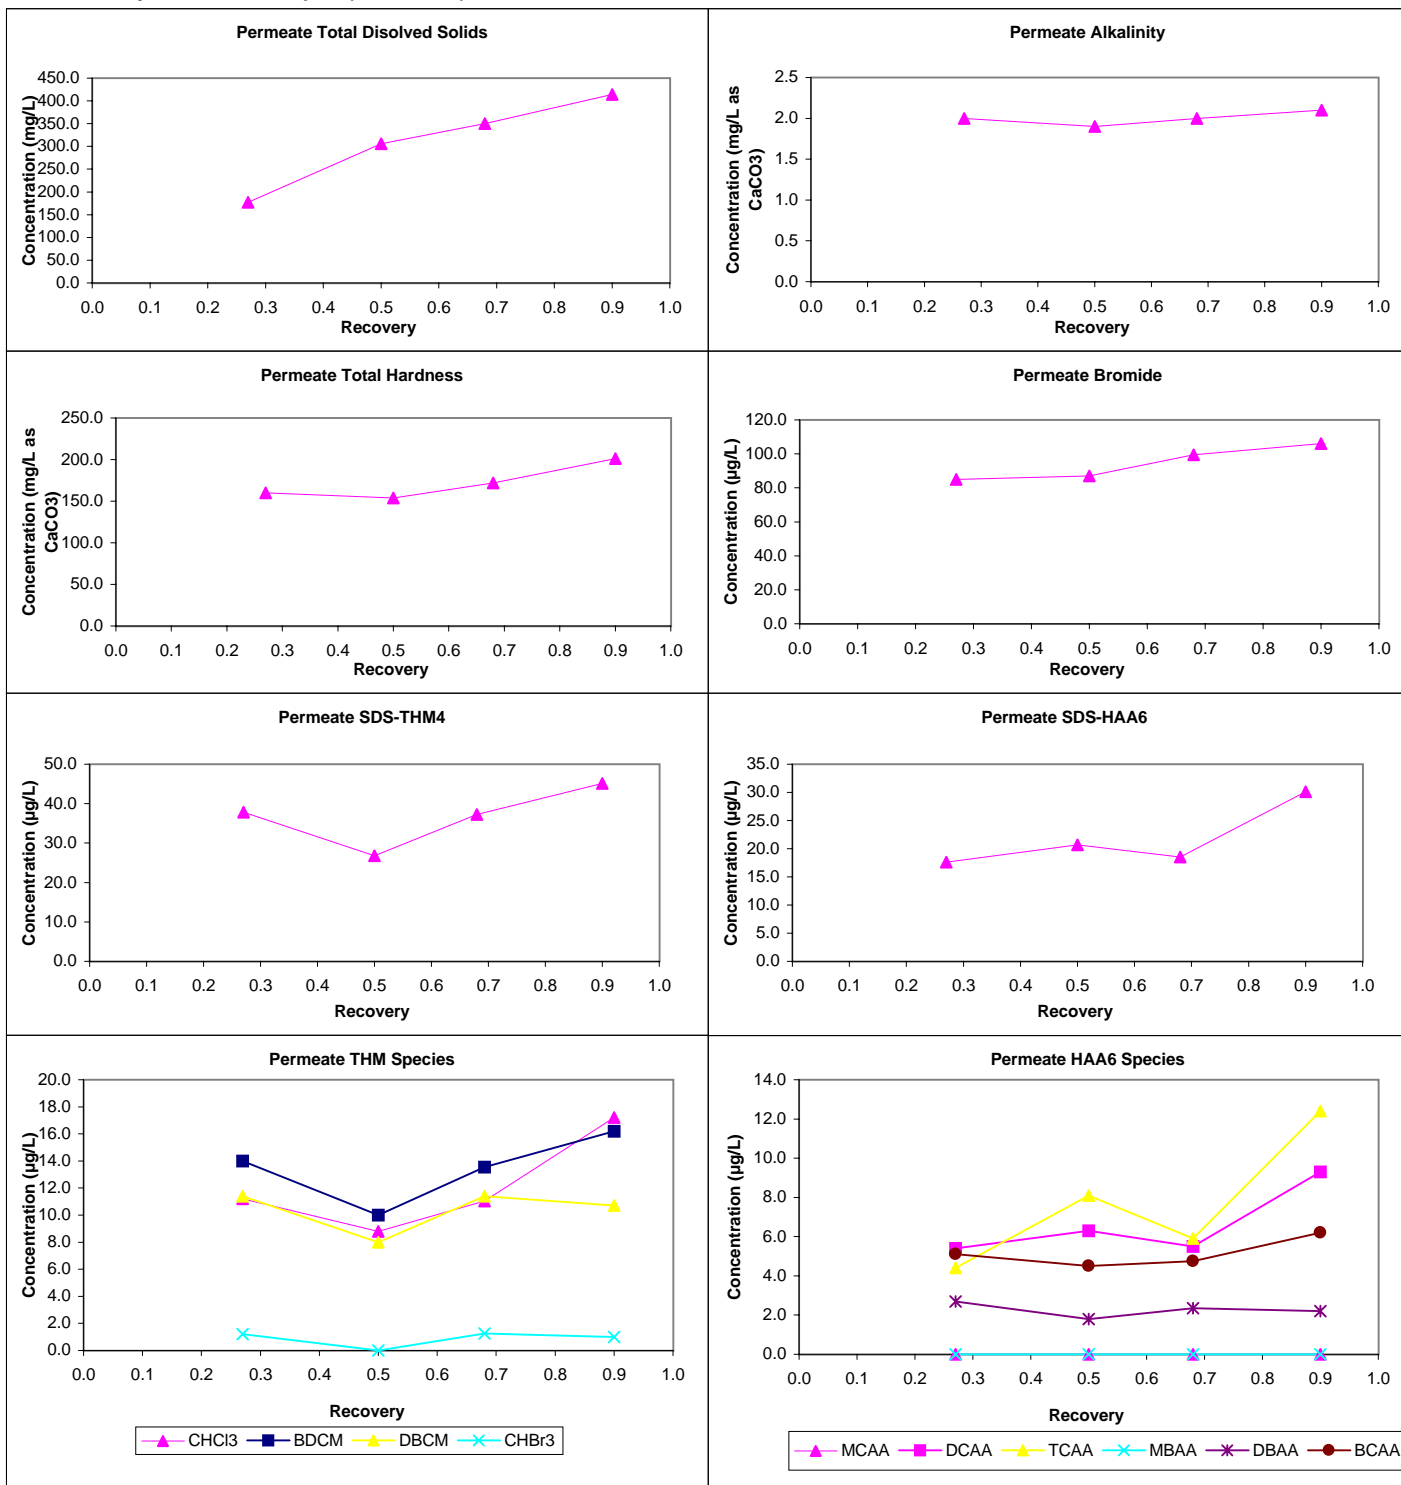 Permeate Total Disolved Solids
Concentration (mg/L)
450.0
400.0
350.0
300.0
250.0
200.0
150.0
100.0
50.0
0.0
0.0 0.1 0.2 0.3 0.4 0.5 0.6 0.7 0.8 0.9 1.0
Recovery
Permeate Alkalinity
Concentration (mg/L as
CaCO3)
2.5
2.0
1.5
1.0
0.5
0.0
0.0 0.1 0.2 0.3 0.4 0.5 0.6 0.7 0.8 0.9 1.0
Recovery
Permeate Total Hardness
Concentration (mg/L as
CaCO3)
250.0
200.0
150.0
100.0
50.0
0.0
0.0 0.1 0.2 0.3 0.4 0.5 0.6 0.7 0.8 0.9 1.0
Recovery
Permeate Bromide
Concentration (µg/L)
120.0
100.0
80.0
60.0
40.0
20.0
0.0
0.0 0.1 0.2 0.3 0.4 0.5 0.6 0.7 0.8 0.9 1.0
Recovery
Permeate SDS-THM4
Concentration (µg/L)
50.0
40.0
30.0
20.0
10.0
0.0
0.0 0.1 0.2 0.3 0.4 0.5 0.6 0.7 0.8 0.9 1.0
Recovery
Permeate SDS-HAA6
Concentration (µg/L)
35.0
30.0
25.0
20.0
15.0
10.0
5.0
0.0
0.0 0.1 0.2 0.3 0.4 0.5 0.6 0.7 0.8 0.9 1.0
Recovery
Permeate THM Species
Concentration (µg/L)
20.0
18.0
16.0
14.0
12.0
10.0
8.0
6.0
4.0
2.0
0.0
0.0 0.1 0.2 0.3 0.4 0.5 0.6 0.7 0.8 0.9 1.0
Recovery
CHCl3 BDCM DBCM CHBr3
Permeate HAA6 Species
Concentration (µg/L)
14.0
12.0
10.0
8.0
6.0
4.0
2.0
0.0
0.0 0.1 0.2 0.3 0.4 0.5 0.6 0.7 0.8 0.9 1.0
Recovery
MCAA DCAA TCAA MBAA DBAA BCAA